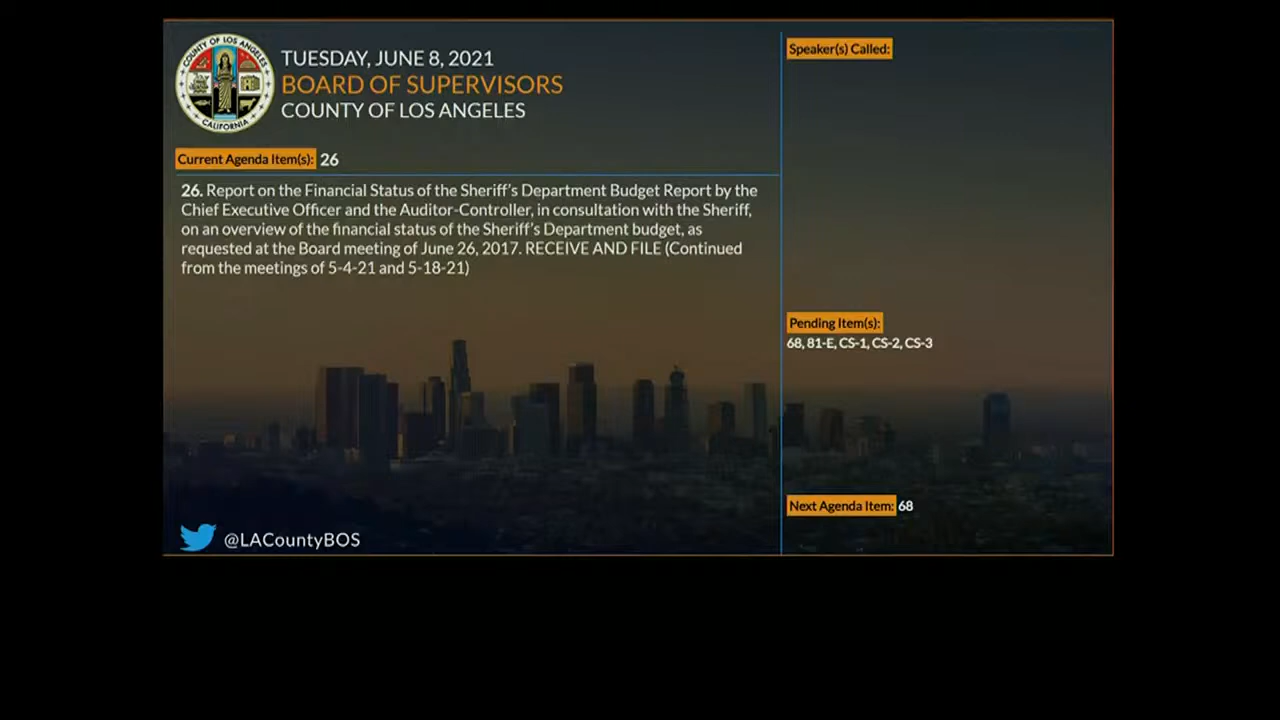 COUNTY OF LOS ANGELES
CALIFORNIA
TUESDAY, JUNE 8, 2021
BOARD OF SUPERVISORS
COUNTY OF LOS ANGELES
Current Agenda Item(s): 26
26. Report on the Financial Status of the Sheriff's Department Budget Report by the
Chief Executive Officer and the Auditor-Controller, in consultation with the Sheriff,
on an overview of the financial status of the Sheriff's Department budget, as
requested at the Board meeting of June 26, 2017. RECEIVE AND FILE (Continued
from the meetings of 5-4-21 and 5-18-21)
@LACountyBOS
Speaker(s) Called:
Pending Item(s):
68, 81-E, CS-1, CS-2, CS-3
Next Agenda Item: 68